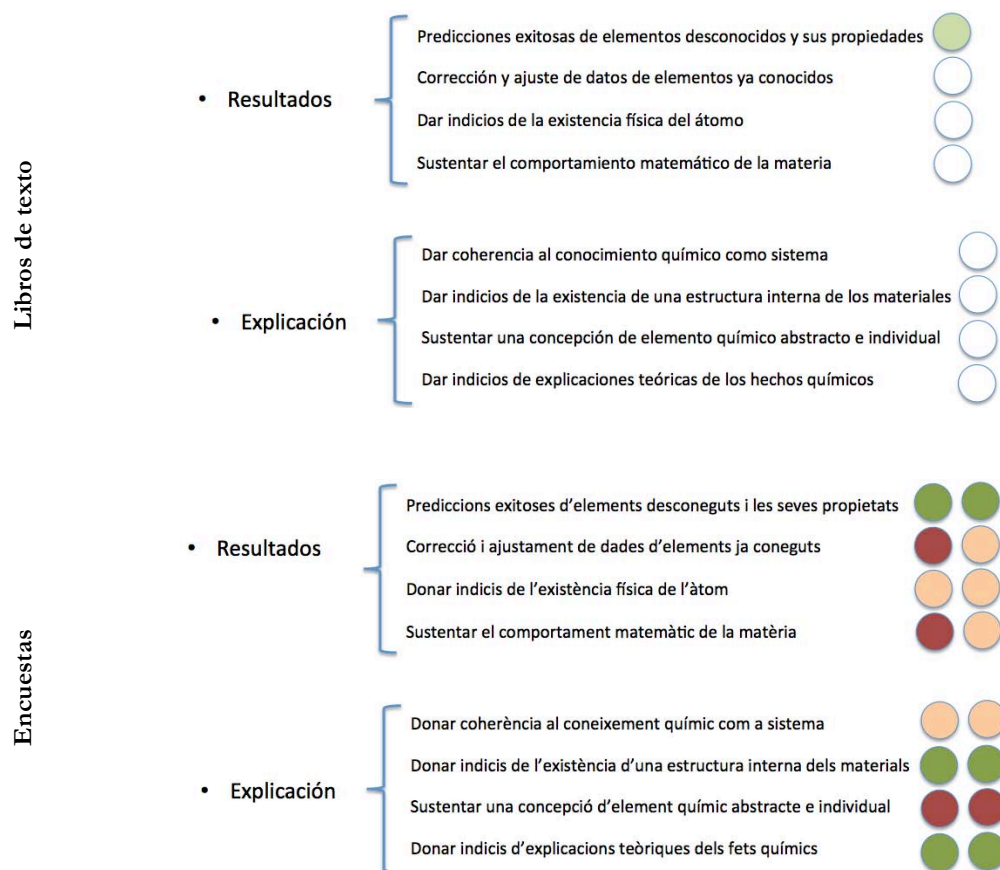 Libros de texto
• Resultados
Predicciones exitosas de elementos desconocidos y sus propiedades
Corrección y ajuste de datos de elementos ya conocidos
Dar indicios de la existencia física del átomo
Sustentar el comportamiento matemático de la materia
• Explicación
Dar coherencia al conocimiento químico como sistema
Dar indicios de la existencia de una estructura interna de los materiales
Sustentar una concepción de elemento químico abstracto e individual
Dar indicios de explicaciones teóricas de los hechos químicos
Encuestas
• Resultados
Prediccions exitoses d’elements desconeguts i les seves propietats
Correcció i ajustament de dades d’elements ja coneguts
Donar indicis de l’existència física de l’àtom
Sustentar el comportament matemàtic de la matèria
• Explicación
Donar coherència al coneixement químic com a sistema
Donar indicis de l’existència d’una estructura interna dels materials
Sustentar una concepció d’element químic abstracte e individual
Donar indicis d’explicacions teòriques dels fets químics